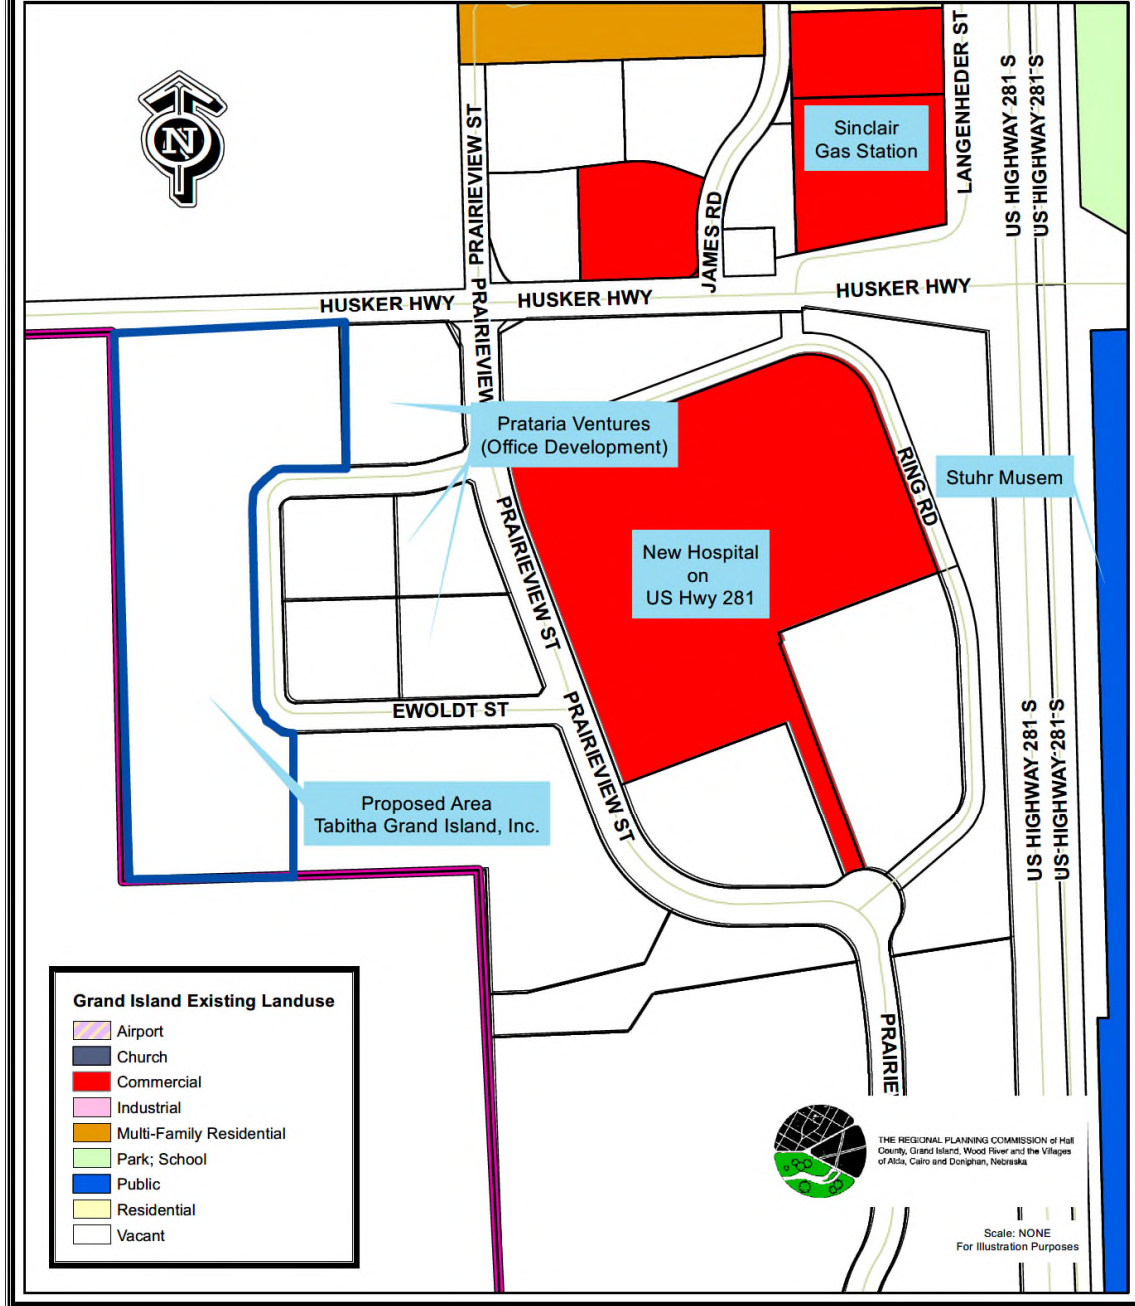 LANGENHEDER ST
US HIGHWAY 281 S
US HIGHWAY 281 S
Sinclair
Gas Station
PRAIRIEVIEW ST
JAMES RD
N
HUSKER HWY
HUSKER HWY
HUSKER HWY
PRAIRIEVIEW
Prataria Ventures
(Office Development)
RING RD
Stuhr Musem
PRAIRIEVIEW ST
New Hospital
on
US Hwy 281
EWOLDT ST
PRAIRIEVIEW ST
US HIGHWAY 281 S
US HIGHWAY 281 S
Proposed Area
Tabitha Grand Island, Inc.
Grand Island Existing Landuse
Airport
Church
Commercial
Industrial
Multi-Family Residential
Park; School
Public
Residential
Vacant
PRAIRIEV
THE REGIONAL PLANNING COMMISSION of Hall
County, Grand Island, Wood River and the Villages
of Alda, Cairo and Doniphan, Nebraska
Scale: NONE
For Illustration Purposes